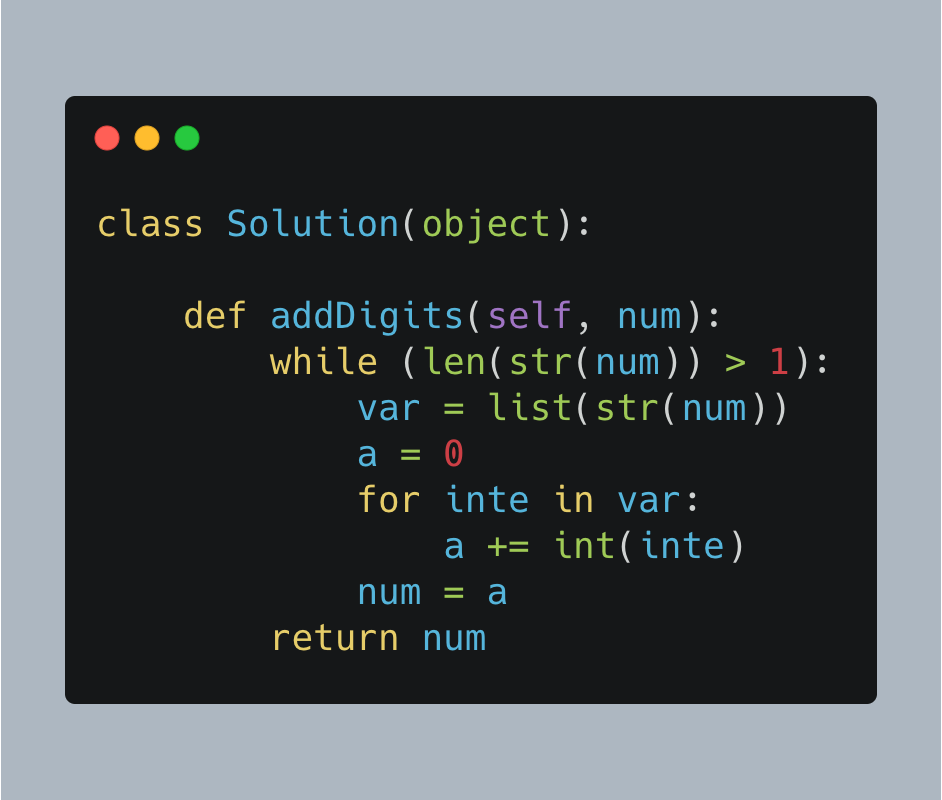 class Solution(object):

    def addDigits(self, num):
        while (len(str(num)) > 1):
            var = list(str(num))
            a = 0
            for inte in var:
                a += int(inte)
            num = a
        return num